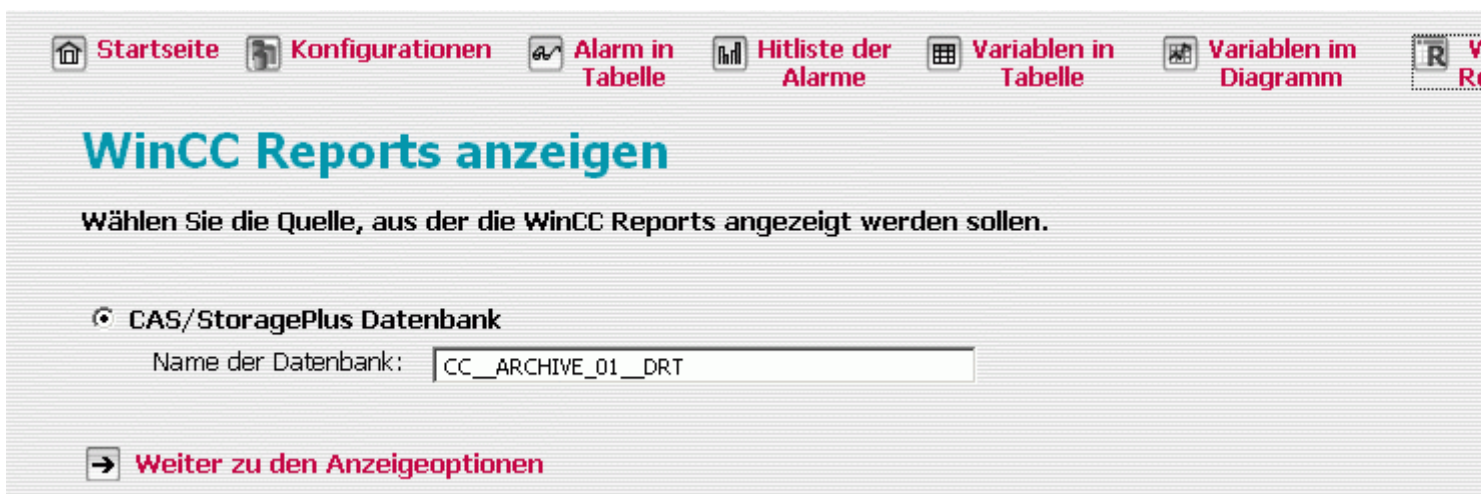 Startseite Konfigurationen Alarm in Hitliste der Variablen in Variablen im
Tabelle Alarme Tabelle Diagramm
WinCC Reports anzeigen
Wählen Sie die Quelle, aus der die WinCC Reports angezeigt werden sollen.
CAS/StoragePlus Datenbank
Name der Datenbank: CC__ARCHIVE_01__DRT
Weiter zu den Anzeigeoptionen